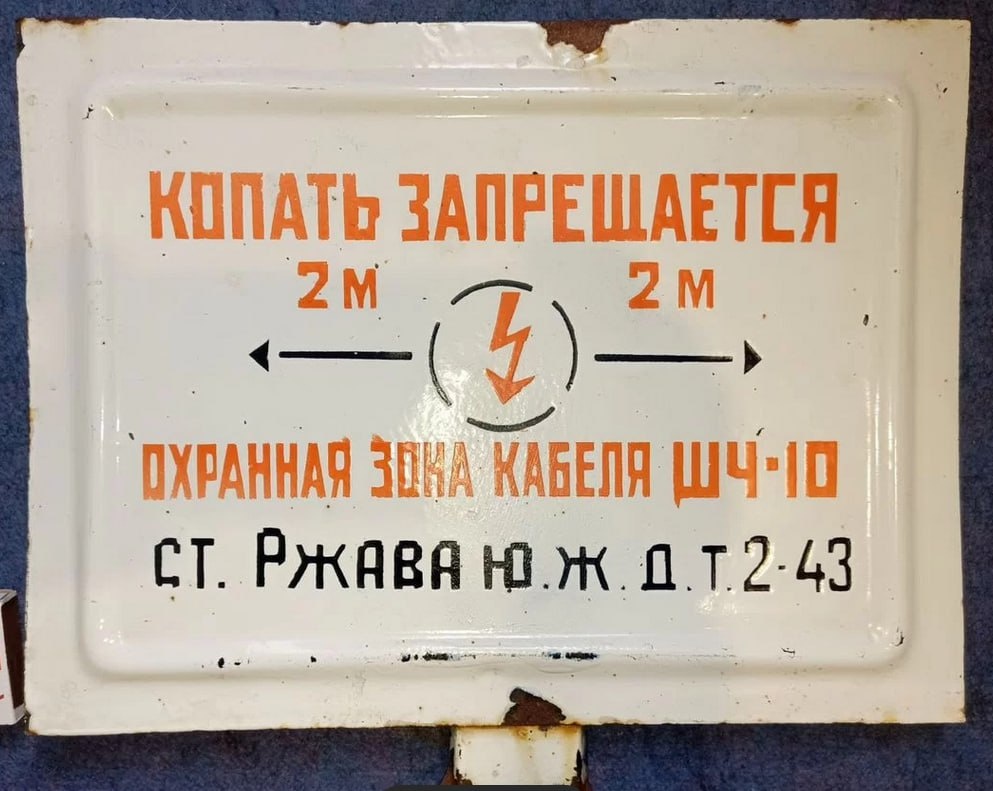 КОПАТЬ ЗАПРЕЩАЕТСЯ
2 м 2 м
ОХРАННАЯ ЗОНА КАБЕЛЯ ШЧ-10
СТ. РЖАВА Ю.Ж.Д.Т.2-43